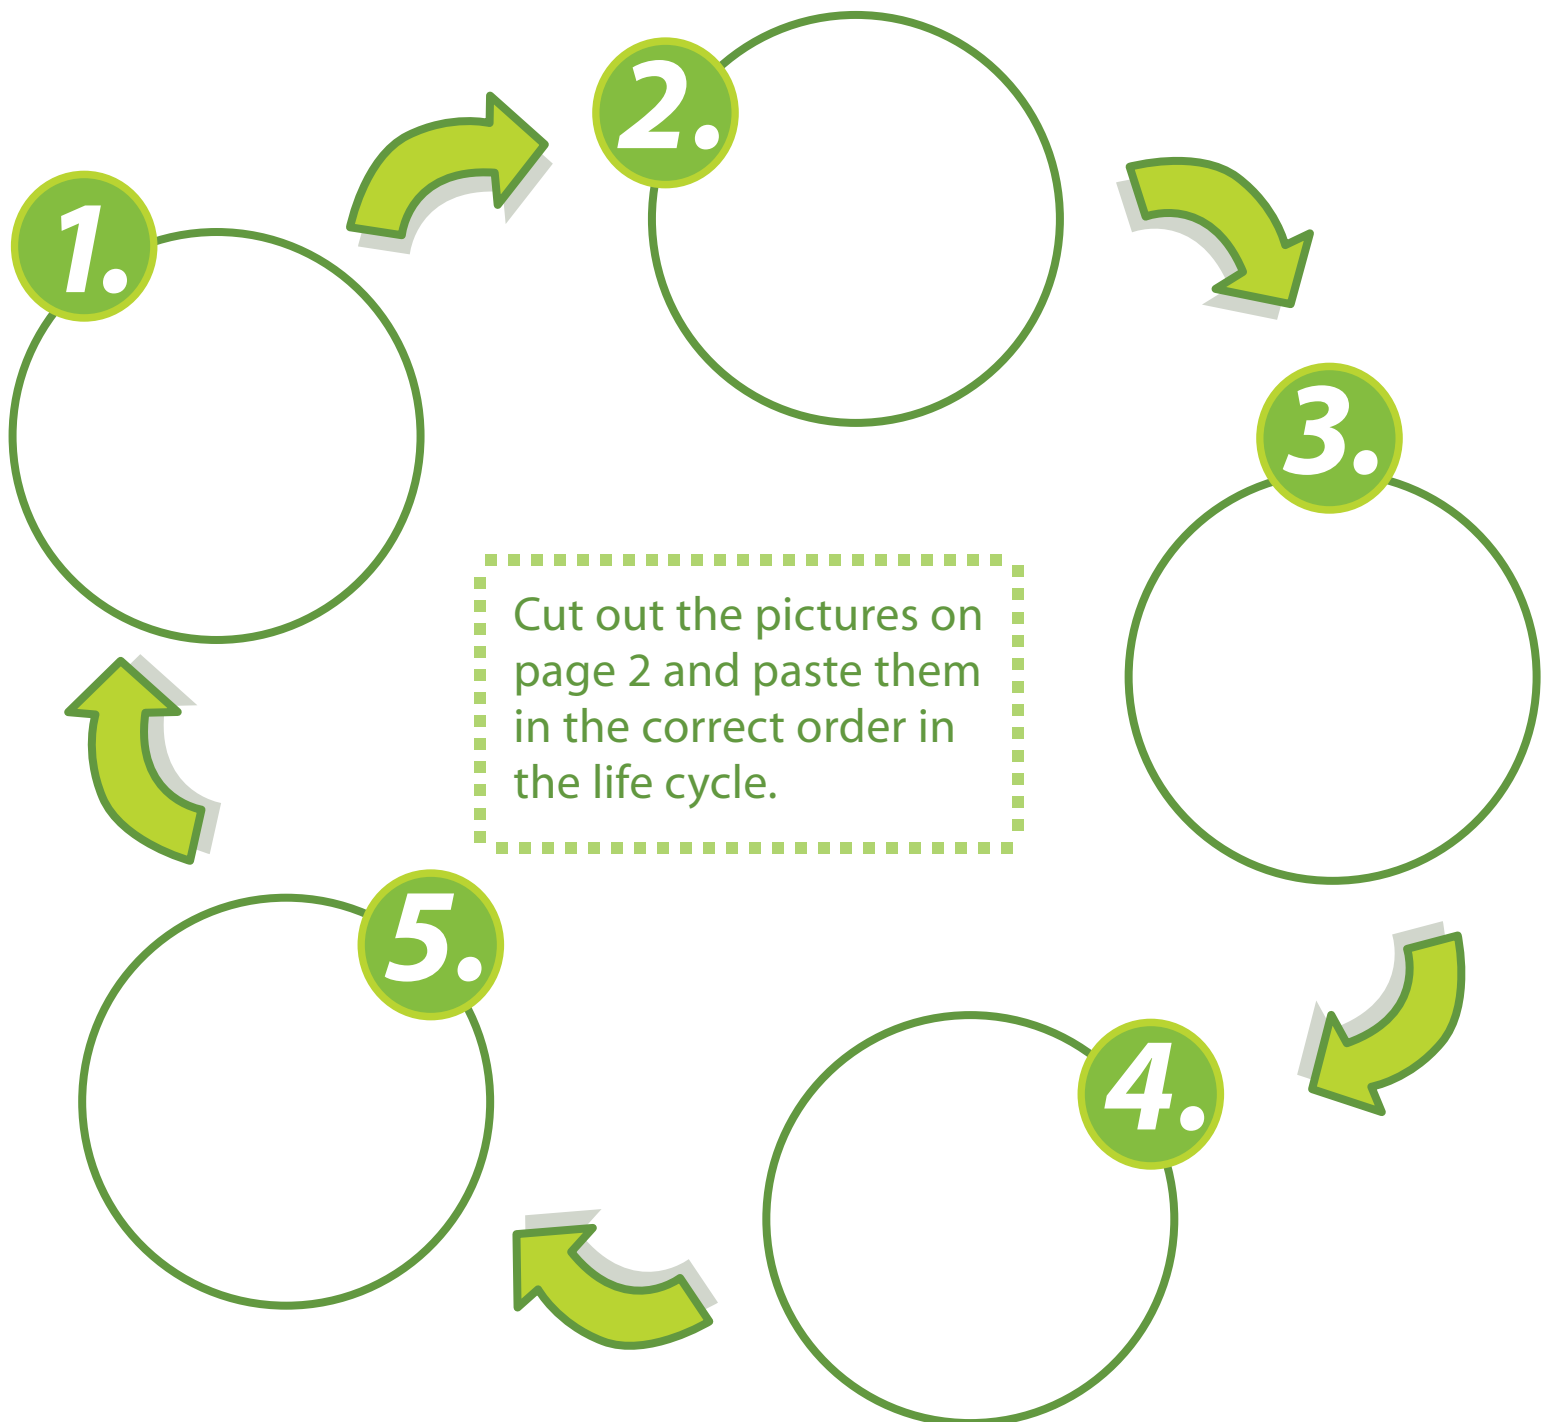 1.
2.
3.
Cut out the pictures on
page 2 and paste them
in the correct order in
the life cycle.
5.
4.